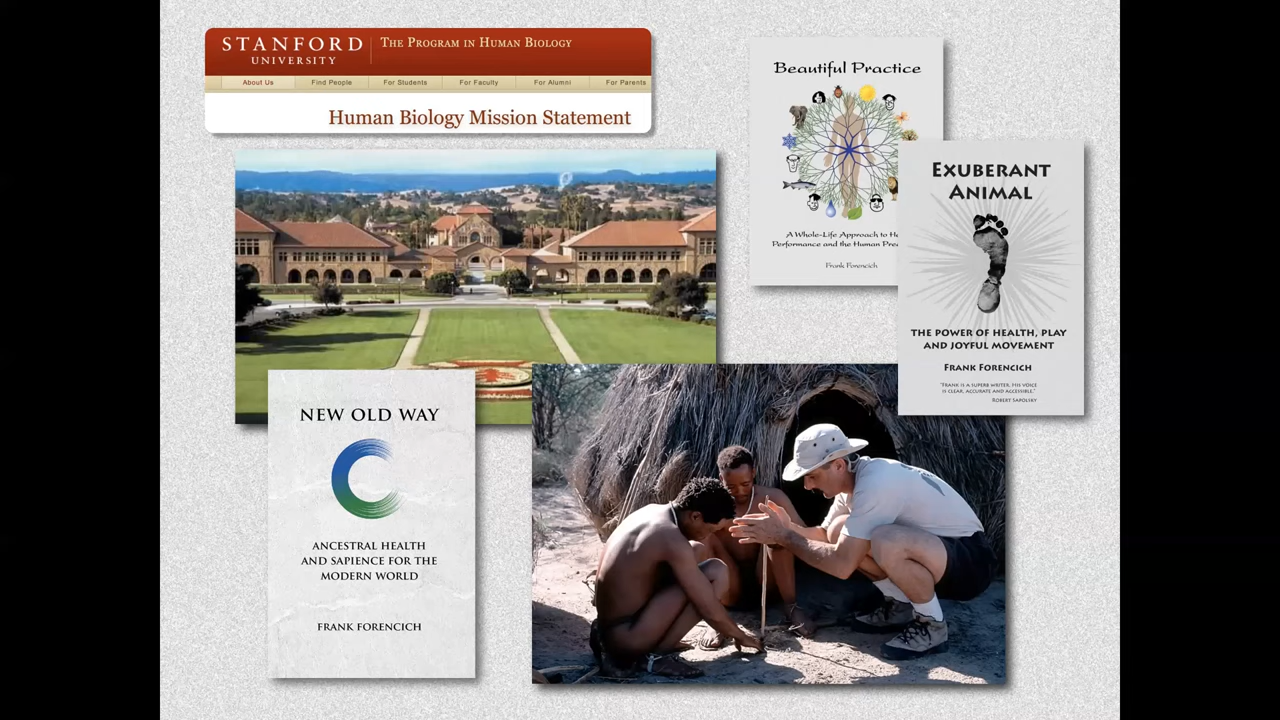 STANFORD
UNIVERSITY
THE PROGRAM IN HUMAN BIOLOGY
About Us Find People For Students For Faculty For Alumni For Parents
Human Biology Mission Statement
Beautiful Practice
A Whole-Life Approach to
Performance and the Human
Frank Forencich
EXUBERANT
ANIMAL
THE POWER OF HEALTH, PLAY
AND JOYFUL MOVEMENT
FRANK FORENCICH
"FRANK IS A SUPERB WRITER. HIS VOICE
IS CLEAR, ACCURATE AND ACCESSIBLE."
ROBERT SAPOLSKY
NEW OLD WAY
ANCESTRAL HEALTH
AND SAPIENCE FOR THE
MODERN WORLD
FRANK FORENCICH